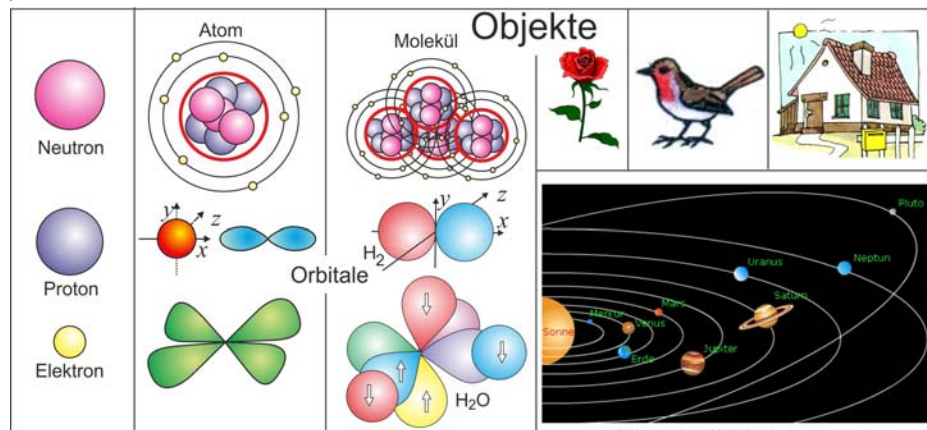 Objekte
Neutron
Proton
Elektron
Atom
y
z
x
Orbitale
Molekül
y
z
x
H₂
H₂O
Sonne
Merkur
Venus
Erde
Mars
Jupiter
Saturn
Uranus
Neptun
Pluto